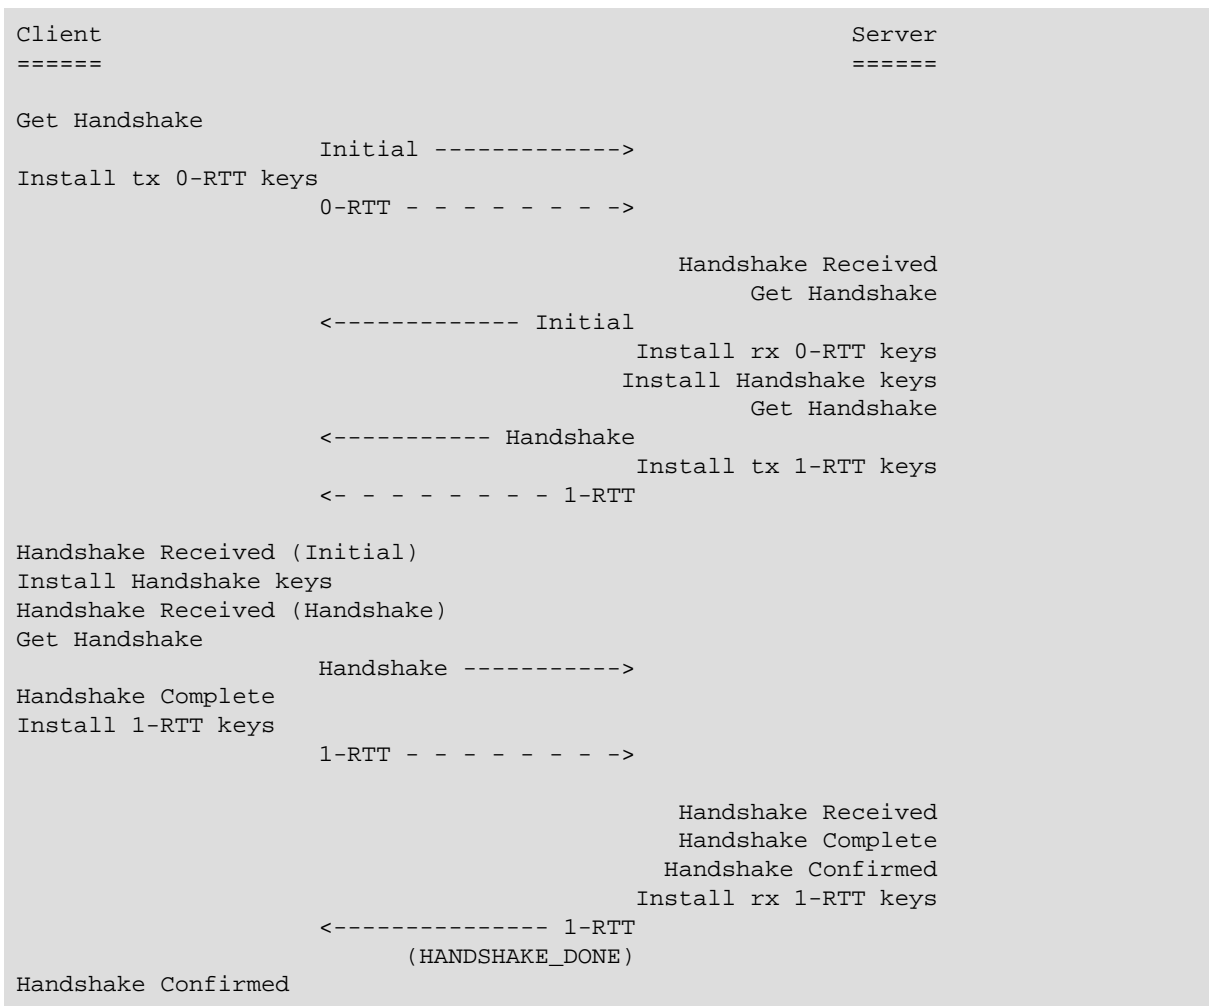 Client                                                    Server
======                                                    ======
Get Handshake
                     Initial ------------->
Install tx 0-RTT keys
                     0-RTT - - - - - - - ->
                                              Handshake Received
                                                   Get Handshake
                     <------------- Initial
                                           Install rx 0-RTT keys
                                          Install Handshake keys
                                                   Get Handshake
                     <----------- Handshake
                                           Install tx 1-RTT keys
                     <- - - - - - - - 1-RTT
Handshake Received (Initial)
Install Handshake keys
Handshake Received (Handshake)
Get Handshake
                     Handshake ----------->
Handshake Complete
Install 1-RTT keys
                     1-RTT - - - - - - - ->
                                              Handshake Received
                                              Handshake Complete
                                             Handshake Confirmed
                                           Install rx 1-RTT keys
                     <--------------- 1-RTT
                           (HANDSHAKE_DONE)
Handshake Confirmed